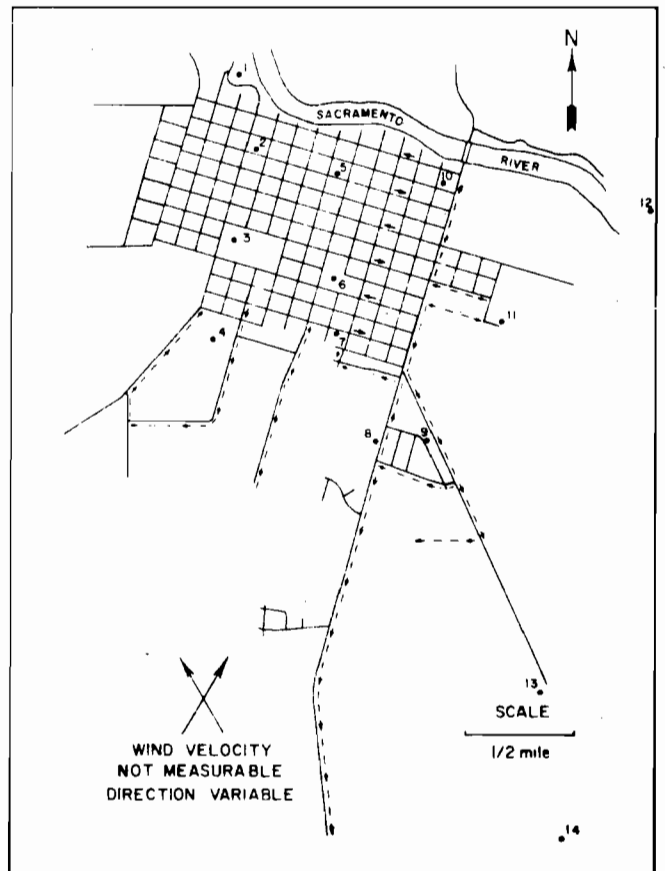 N
1
SACRAMENTO
RIVER
2
5
10
12
3
6
11
7
4
8
9
13
SCALE
1/2 mile
WIND VELOCITY
NOT MEASURABLE
DIRECTION VARIABLE
14